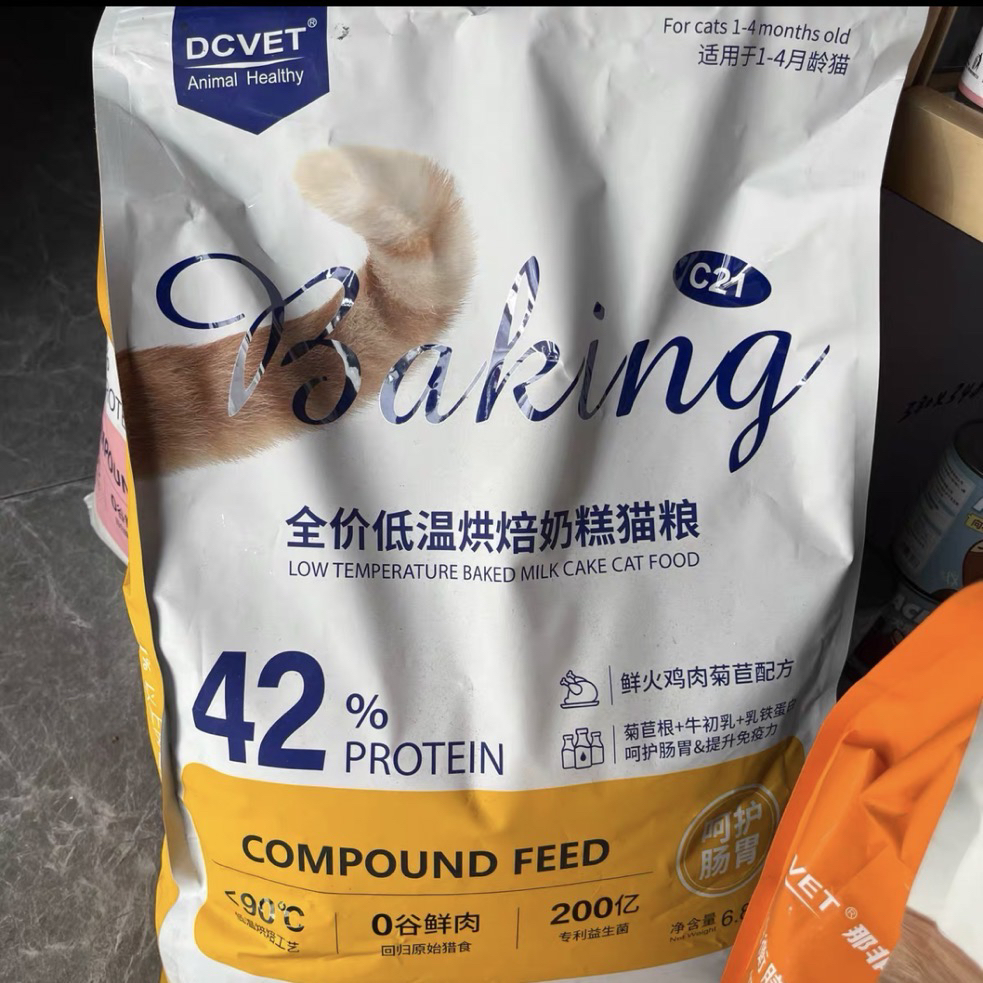 DCVET®
Animal Healthy
For cats 1-4months old
适用于1-4月龄猫
C21
Baking
全价低温烘焙奶糕猫粮
LOW TEMPERATURE BAKED MILK CAKE CAT FOOD
42%
PROTEIN
鲜火鸡肉菊苣配方
菊苣根+牛初乳+乳铁蛋白
呵护肠胃&提升免疫力
COMPOUND FEED
呵护
肠胃
<90℃
0谷鲜肉
回归原始猎食
200亿
专利益生菌
净含量 6.
Net Weight
VET®